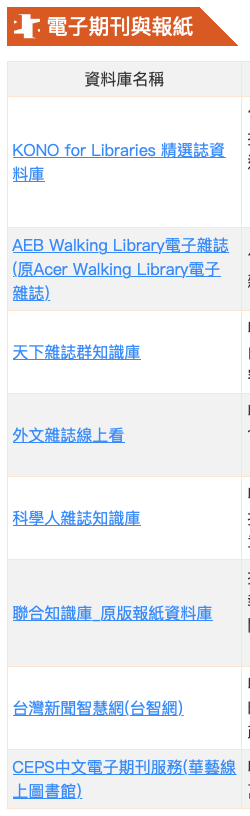 電子期刊與報紙
資料庫名稱
KONO for Libraries 精選誌資
料庫
AEB Walking Library電子雜誌
(原Acer Walking Library電子
雜誌)
天下雜誌群知識庫
外文雜誌線上看
科學人雜誌知識庫
聯合知識庫_原版報紙資料庫
台灣新聞智慧網(台智網)
CEPS中文電子期刊服務(華藝線
上圖書館)